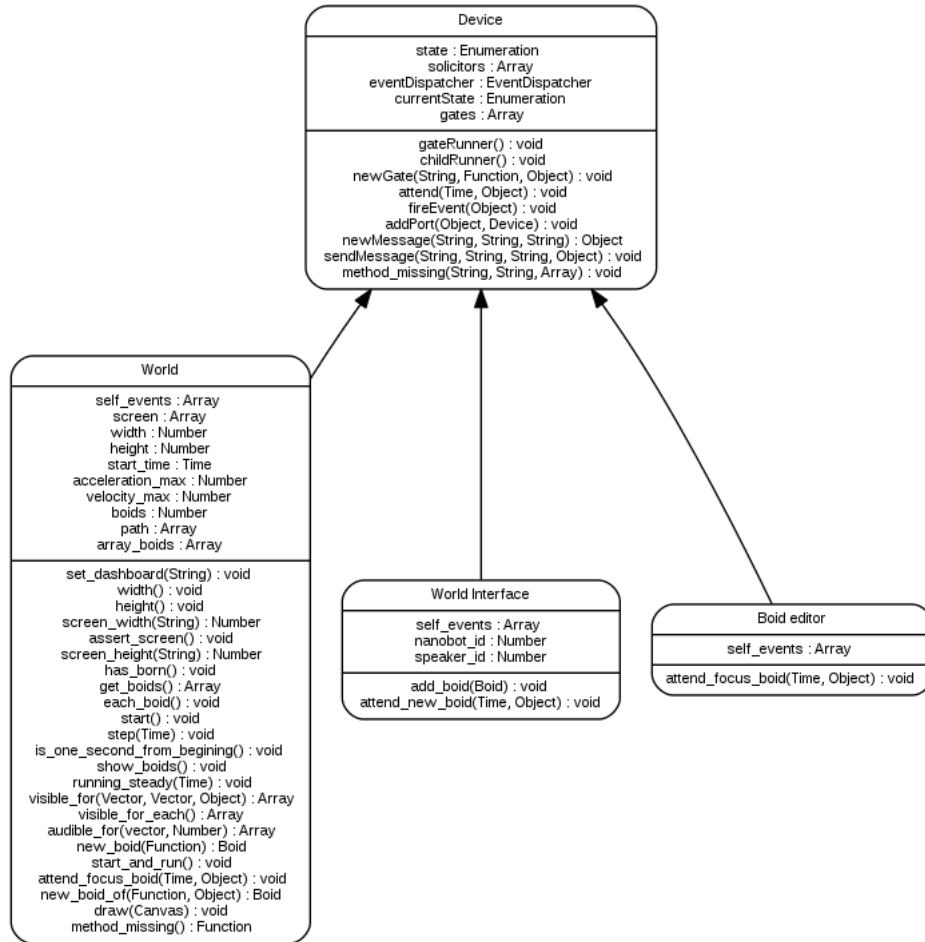 Device
state : Enumeration
solicitors : Array
eventDispatcher : EventDispatcher
currentState : Enumeration
gates : Array
gateRunner() : void
childRunner() : void
newGate(String, Function, Object) : void
attend(Time, Object) : void
fireEvent(Object) : void
addPort(Object, Device) : void
newMessage(String, String, String) : Object
sendMessage(String, String, String, Object) : void
method_missing(String, String, Array) : void
World
self_events : Array
screen : Array
width : Number
height : Number
start_time : Time
acceleration_max : Number
velocity_max : Number
boids : Number
path : Array
array_boids : Array
set_dashboard(String) : void
width() : void
height() : void
screen_width(String) : Number
assert_screen() : void
screen_height(String) : Number
has_born() : void
get_boids() : Array
each_boid() : void
start() : void
step(Time) : void
is_one_second_from_begining() : void
show_boids() : void
running_steady(Time) : void
visible_for(Vector, Vector, Object) : Array
visible_for_each() : Array
audible_for(vector, Number) : Array
new_boid(Function) : Boid
start_and_run() : void
attend_focus_boid(Time, Object) : void
new_boid_of(Function, Object) : Boid
draw(Canvas) : void
method_missing() : Function
World Interface
self_events : Array
nanobot_id : Number
speaker_id : Number
add_boid(Boid) : void
attend_new_boid(Time, Object) : void
Boid editor
self_events : Array
attend_focus_boid(Time, Object) : void